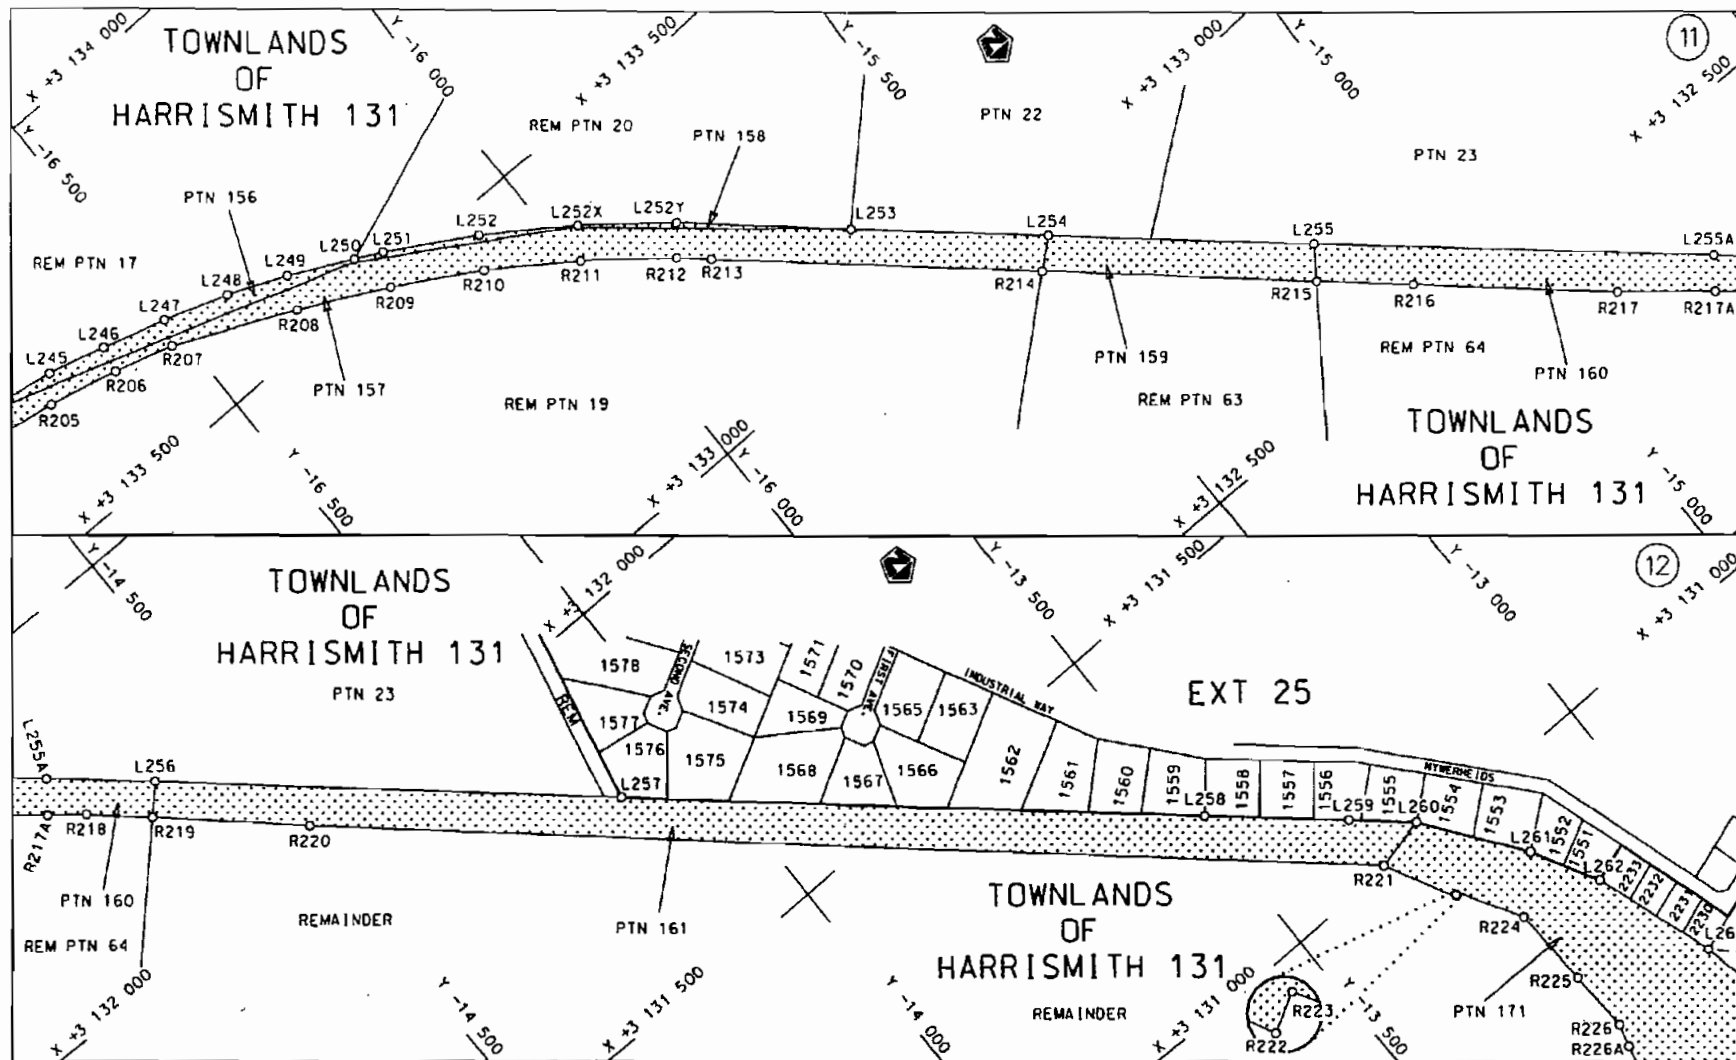 TOWNLANDS
OF
HARRISMITH 131
X +3 134 000
Y -16 000
X +3 133 500
Y -15 500
X +3 133 000
Y -15 000
X +3 132 500
11
Y -16 500
REM PTN 20
PTN 158
PTN 22
PTN 23
PTN 156
REM PTN 17
L245
L246
L247
L248
L249
L250
L251
L252
L252X
L252Y
L253
L254
L255
L255A
R205
R206
R207
R208
R209
R210
R211
R212
R213
R214
R215
R216
R217
R217A
PTN 157
REM PTN 19
PTN 159
REM PTN 63
REM PTN 64
PTN 160
TOWNLANDS
OF
HARRISMITH 131
X +3 133 500
Y -16 500
X +3 133 000
Y -16 000
X +3 132 500
Y -15 000
Y -14 500
TOWNLANDS
OF
HARRISMITH 131
PTN 23
X +3 132 000
Y -13 500
X +3 131 500
Y -13 000
X +3 131 000
12
REM
1578
SECOND AVE.
1573
1571
1570
FIRST AVE.
1577
1574
1569
1565
1563
INDUSTRIAL WAY
1576
1575
1568
1567
1566
1562
1561
1560
1559
1558
1557
1556
1555
1554
1553
1552
1551
2233
2232
2231
2230
EXT 25
NYWERHEIDS
L255A
L256
L257
L258
L259
L260
L261
L262
L26
R217A
R218
R219
R220
R221
R224
R225
R226
R226A
R223
R222
PTN 160
REM PTN 64
REMAINDER
PTN 161
TOWNLANDS
OF
HARRISMITH 131
REMAINDER
PTN 171
X +3 132 000
Y -14 500
X +3 131 500
Y -14 000
X +3 131 000
Y -13 500